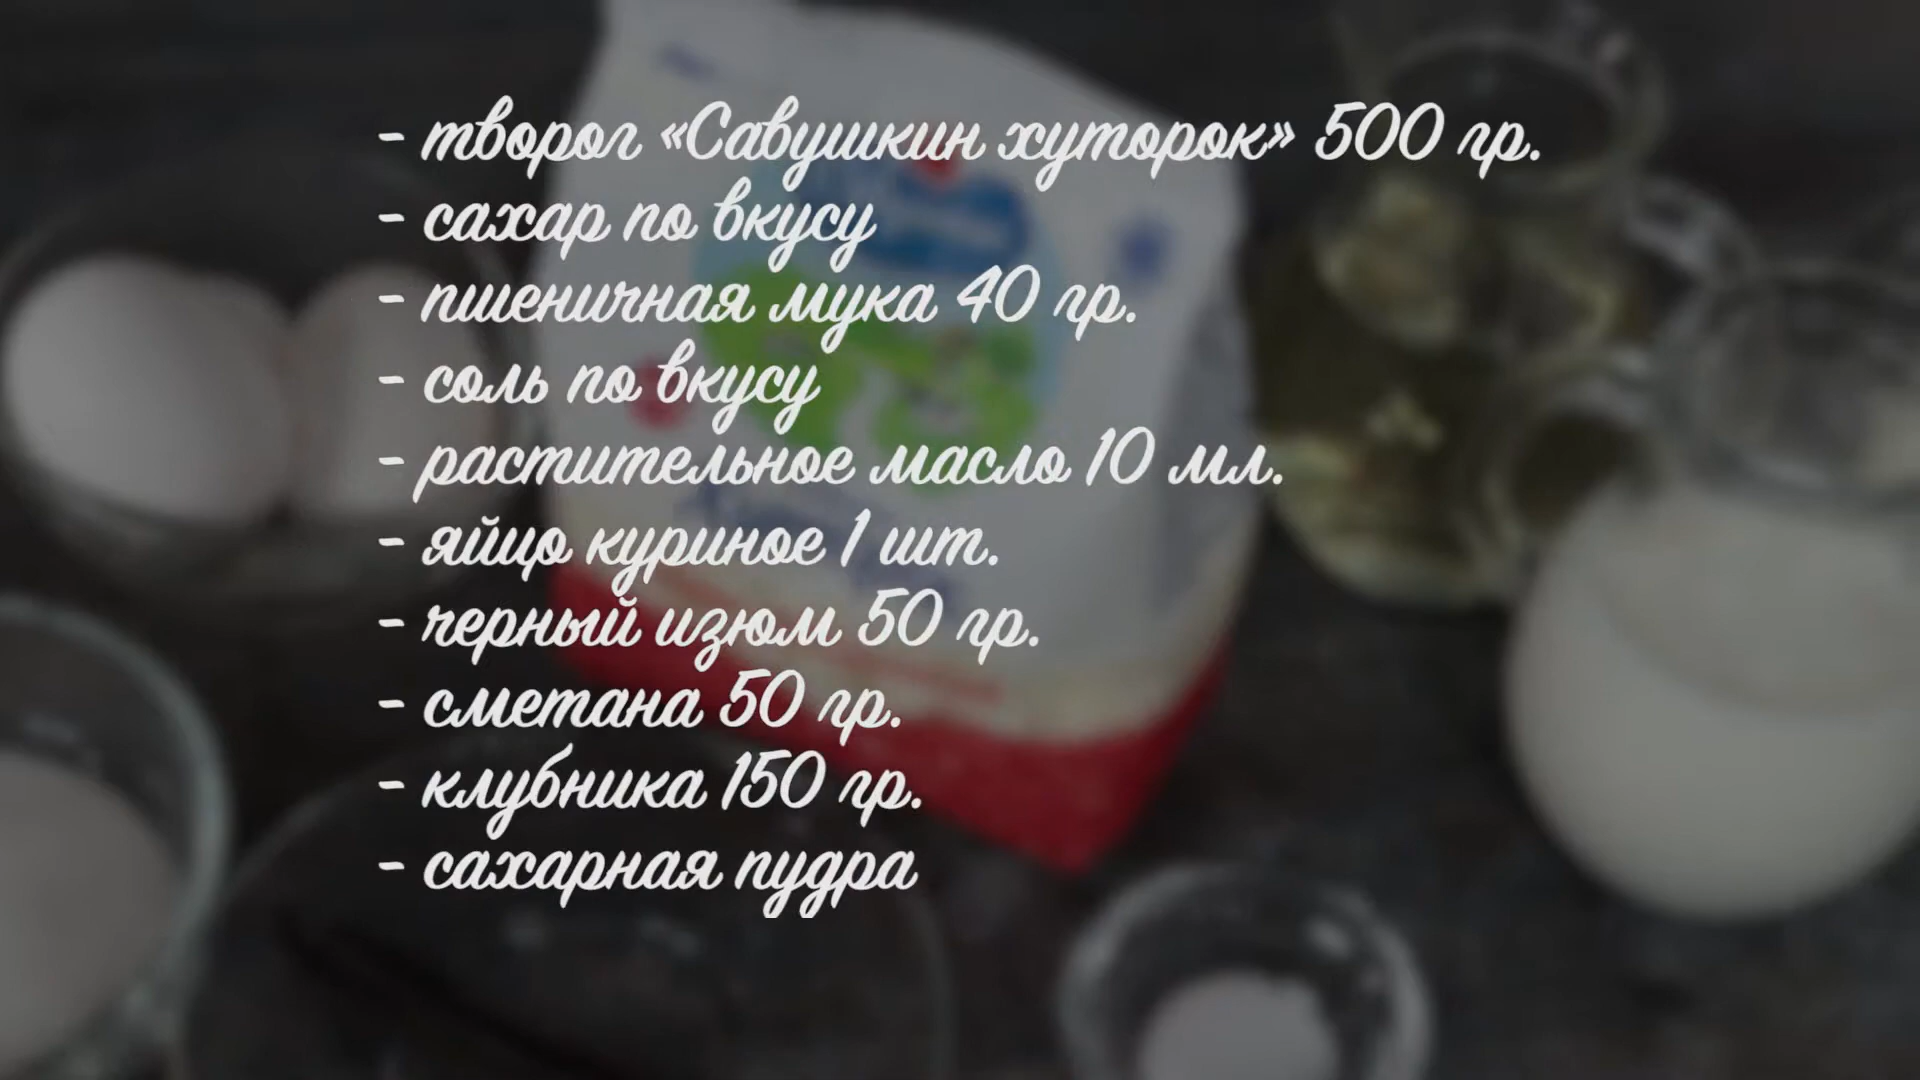 - творог «Савушкин хуторок» 500 гр.
- сахар по вкусу
- пшеничная мука 40 гр.
- соль по вкусу
- растительное масло 10 мл.
- яйцо куриное 1 шт.
- черный изюм 50 гр.
- сметана 50 гр.
- клубника 150 гр.
- сахарная пудра